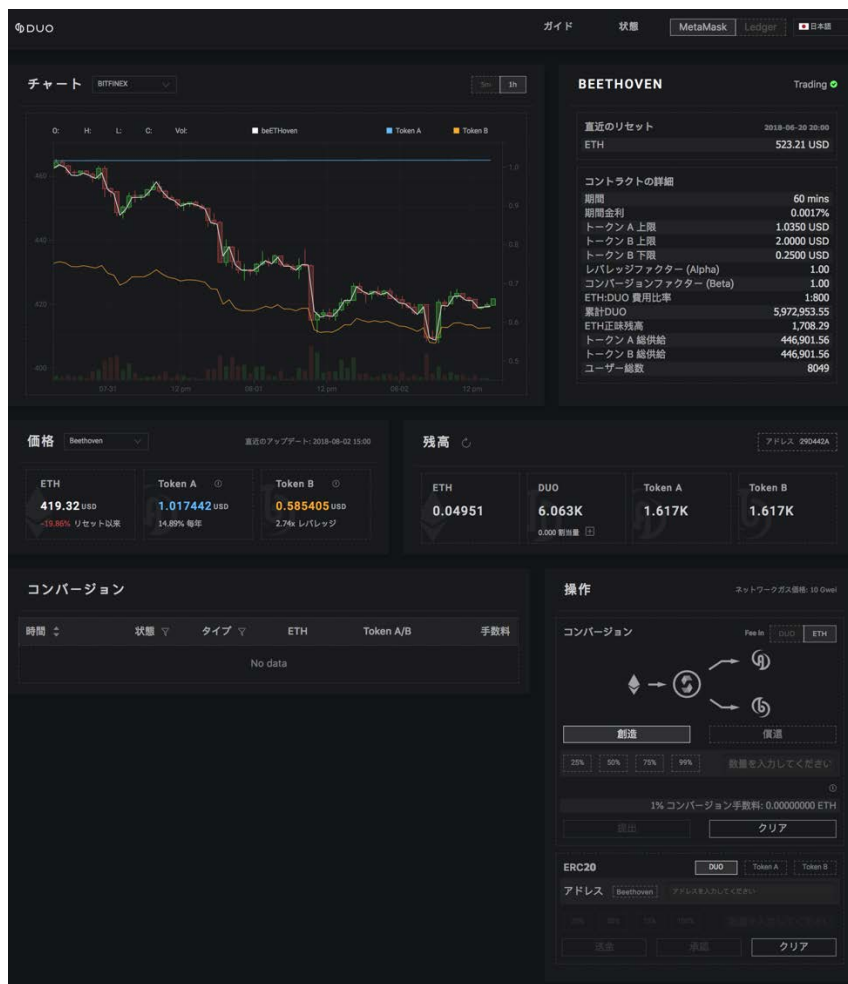 DUO
ガイド 状態 MetaMask Ledger 日本語
チャート BITFINEX 5m 1h
O: H: L: C: Vol: beETHoven Token A Token B
460 440 420 400
1.0 0.9 0.8 0.7 0.6 0.5
07-31 12 pm 08-01 12 pm 08-02 12 pm
BEETHOVEN Trading
直近のリセット 2018-06-20 20:00
ETH 523.21 USD
コントラクトの詳細
期間 60 mins
期間金利 0.0017%
トークン A 上限 1.0350 USD
トークン B 上限 2.0000 USD
トークン B 下限 0.2500 USD
レバレッジファクター (Alpha) 1.00
コンバージョンファクター (Beta) 1.00
ETH:DUO 費用比率 1:800
累計DUO 5,972,953.55
ETH正味残高 1,708.29
トークン A 総供給 446,901.56
トークン B 総供給 446,901.56
ユーザー総数 8049
価格 Beethoven 直近のアップデート: 2018-08-02 15:00
ETH Token A Token B
419.32 USD 1.017442 USD 0.585405 USD
-19.86% リセット以来 14.89% 毎年 2.74x レバレッジ
残高 アドレス 29D442A
ETH DUO Token A Token B
0.04951 6.063K 1.617K 1.617K
0.000 割当量
コンバージョン
時間 状態 タイプ ETH Token A/B 手数料
No data
操作 ネットワークガス価格: 10 Gwei
コンバージョン Fee In DUO ETH
創造 償還
25% 50% 75% 99% 数量を入力してください
1% コンバージョン手数料: 0.00000000 ETH
提出 クリア
ERC20 DUO Token A Token B
アドレス Beethoven アドレスを入力してください
送金 承認 クリア